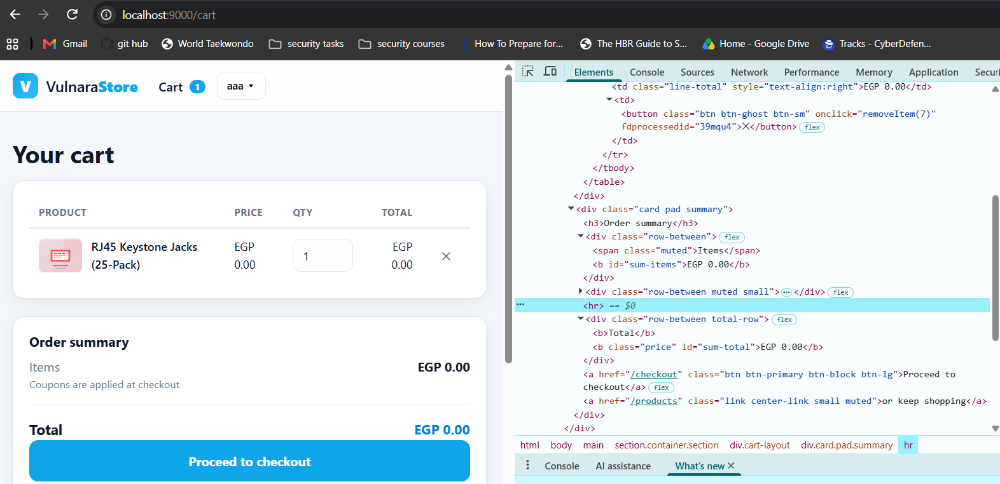 localhost:9000/cart
Gmail
git hub
World Taekwondo
security tasks
security courses
How To Prepare for...
The HBR Guide to S...
Home - Google Drive
Tracks - CyberDefen...
V VulnaraStore
Cart 1
aaa
Your cart
PRODUCT PRICE QTY TOTAL
RJ45 Keystone Jacks
(25-Pack)
EGP
0.00
1
EGP
0.00
×
Order summary
Items EGP 0.00
Coupons are applied at checkout
Total EGP 0.00
Proceed to checkout
Elements Console Sources Network Performance Memory Application Securi
<td class="line-total" style="text-align:right">EGP 0.00</td>
<td>
<button class="btn btn-ghost btn-sm" onclick="removeItem(7)"
fdprocessedid="39mqu4">×</button> flex
</td>
</tr>
</tbody>
</table>
</div>
<div class="card pad summary">
<h3>Order summary</h3>
<div class="row-between"> flex
<span class="muted">Items</span>
<b id="sum-items">EGP 0.00</b>
</div>
<div class="row-between muted small">…</div> flex
<hr> == $0
<div class="row-between total-row"> flex
<b>Total</b>
<b class="price" id="sum-total">EGP 0.00</b>
</div>
<a href="/checkout" class="btn btn-primary btn-block btn-lg">Proceed to
checkout</a> flex
<a href="/products" class="link center-link small muted">or keep shopping</a>
</div>
</div>
html body main section.container.section div.cart-layout div.card.pad.summary hr
Console AI assistance What's new ×